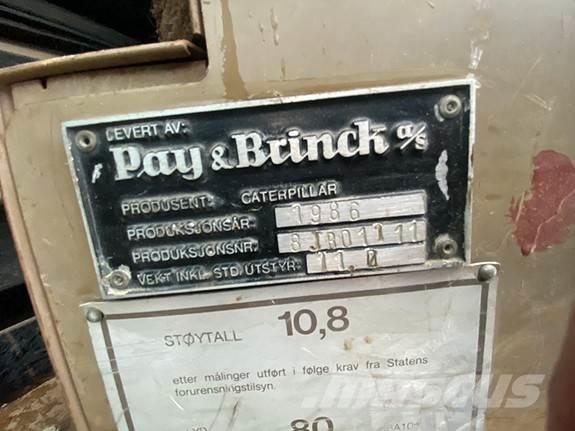 LEVERT AV:
Pay & Brinck a/s
PRODUSENT: CATERPILLAR
PRODUKSJONSÅR: 1986
PRODUKSJONSNR. 8JB01111
VEKT INKL. STD. UTSTYR: 11.0
STØYTALL 10,8
etter målinger utført i følge krav fra Statens
forurensningstilsyn.
80